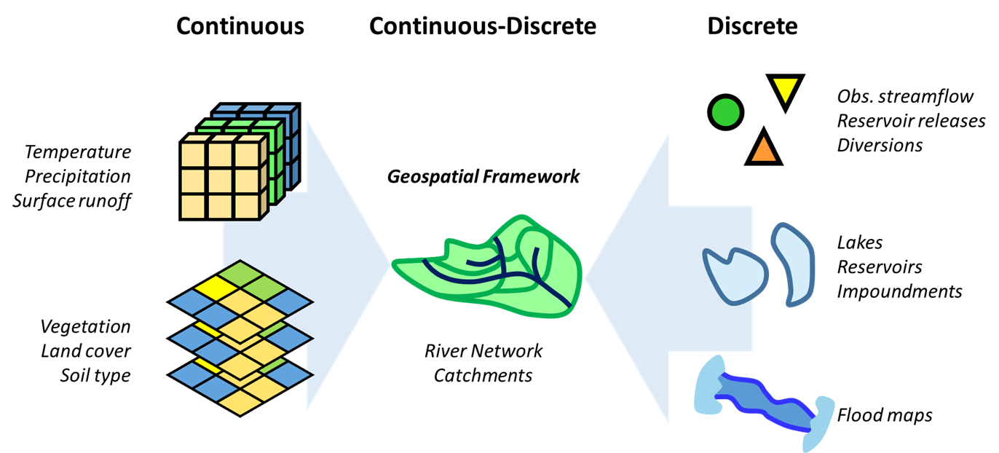 Continuous
Continuous-Discrete
Discrete
Temperature
Precipitation
Surface runoff
Vegetation
Land cover
Soil type
Geospatial Framework
River Network
Catchments
Obs. streamflow
Reservoir releases
Diversions
Lakes
Reservoirs
Impoundments
Flood maps